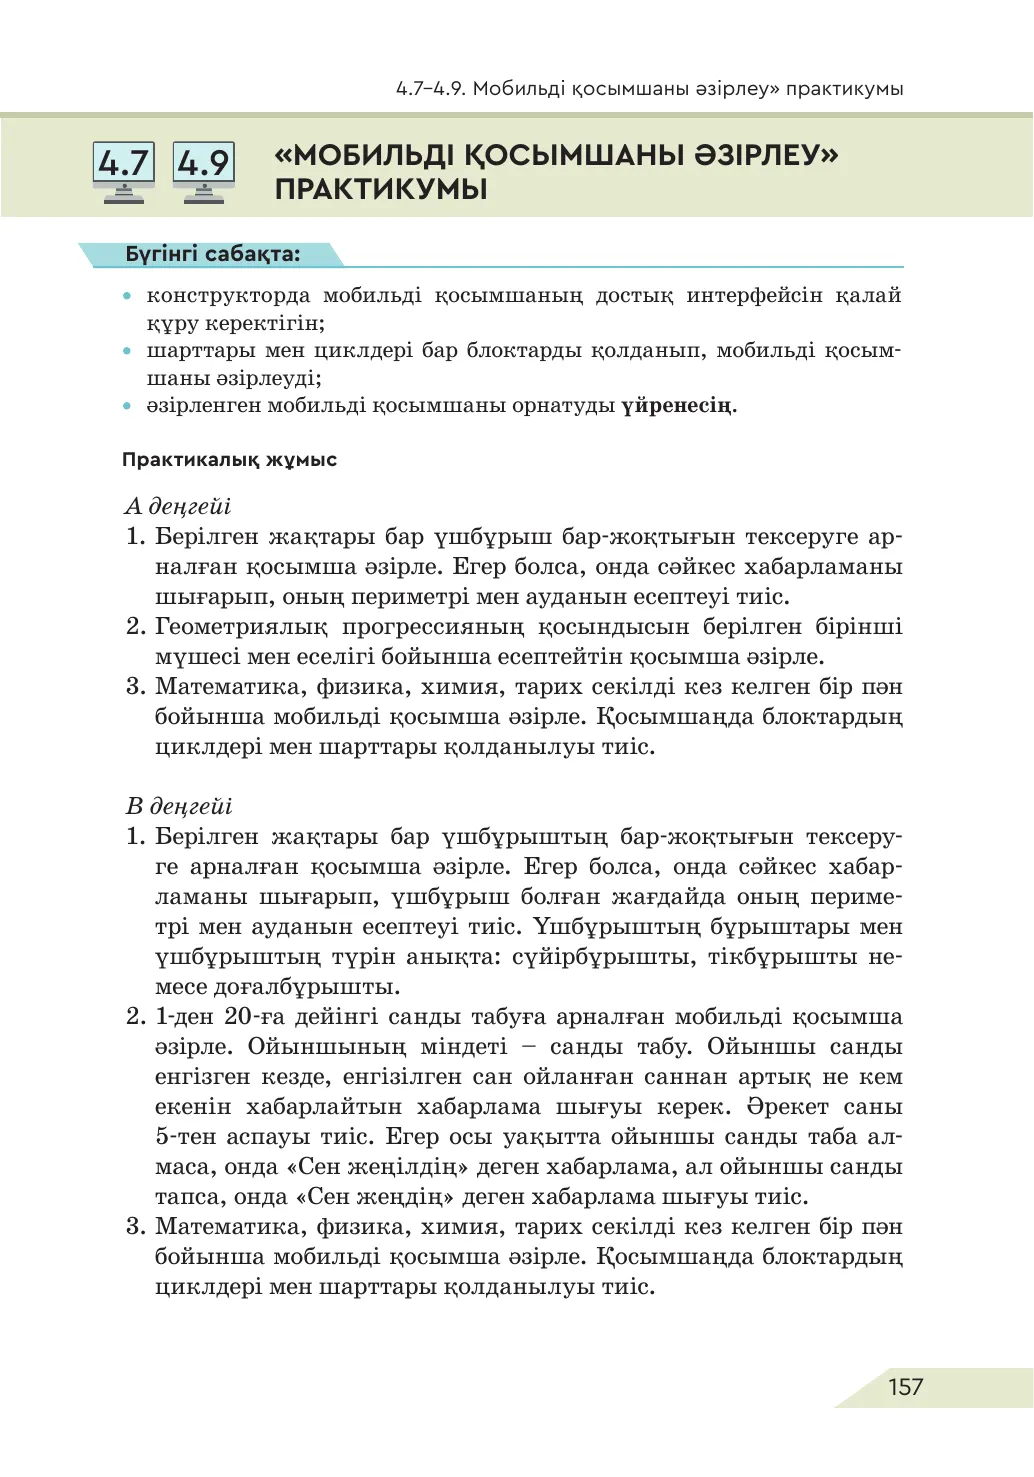 4.7–4.9. Мобильді қосымшаны әзірлеу» практикумы
4.7 4.9
«МОБИЛЬДІ ҚОСЫМШАНЫ ӘЗІРЛЕУ»
ПРАКТИКУМЫ
Бүгінгі сабақта:
• конструкторда мобильді қосымшаның достық интерфейсін қалай
құру керектігін;
• шарттары мен циклдері бар блоктарды қолданып, мобильді қосым-
шаны әзірлеуді;
• әзірленген мобильді қосымшаны орнатуды үйренесің.
Практикалық жұмыс
А деңгейі
1. Берілген жақтары бар үшбұрыш бар-жоқтығын тексеруге ар-
налған қосымша әзірле. Егер болса, онда сәйкес хабарламаны
шығарып, оның периметрі мен ауданын есептеуі тиіс.
2. Геометриялық прогрессияның қосындысын берілген бірінші
мүшесі мен еселігі бойынша есептейтін қосымша әзірле.
3. Математика, физика, химия, тарих секілді кез келген бір пән
бойынша мобильді қосымша әзірле. Қосымшаңда блоктардың
циклдері мен шарттары қолданылуы тиіс.
В деңгейі
1. Берілген жақтары бар үшбұрыштың бар-жоқтығын тексеру-
ге арналған қосымша әзірле. Егер болса, онда сәйкес хабар-
ламаны шығарып, үшбұрыш болған жағдайда оның периме-
трі мен ауданын есептеуі тиіс. Үшбұрыштың бұрыштары мен
үшбұрыштың түрін анықта: сүйірбұрышты, тікбұрышты не-
месе доғалбұрышты.
2. 1-ден 20-ға дейінгі санды табуға арналған мобильді қосымша
әзірле. Ойыншының міндеті – санды табу. Ойыншы санды
енгізген кезде, енгізілген сан ойланған саннан артық не кем
екенін хабарлайтын хабарлама шығуы керек. Әрекет саны
5-тен аспауы тиіс. Егер осы уақытта ойыншы санды таба ал-
маса, онда «Сен жеңілдің» деген хабарлама, ал ойыншы санды
тапса, онда «Сен жеңдің» деген хабарлама шығуы тиіс.
3. Математика, физика, химия, тарих секілді кез келген бір пән
бойынша мобильді қосымша әзірле. Қосымшаңда блоктардың
циклдері мен шарттары қолданылуы тиіс.
157